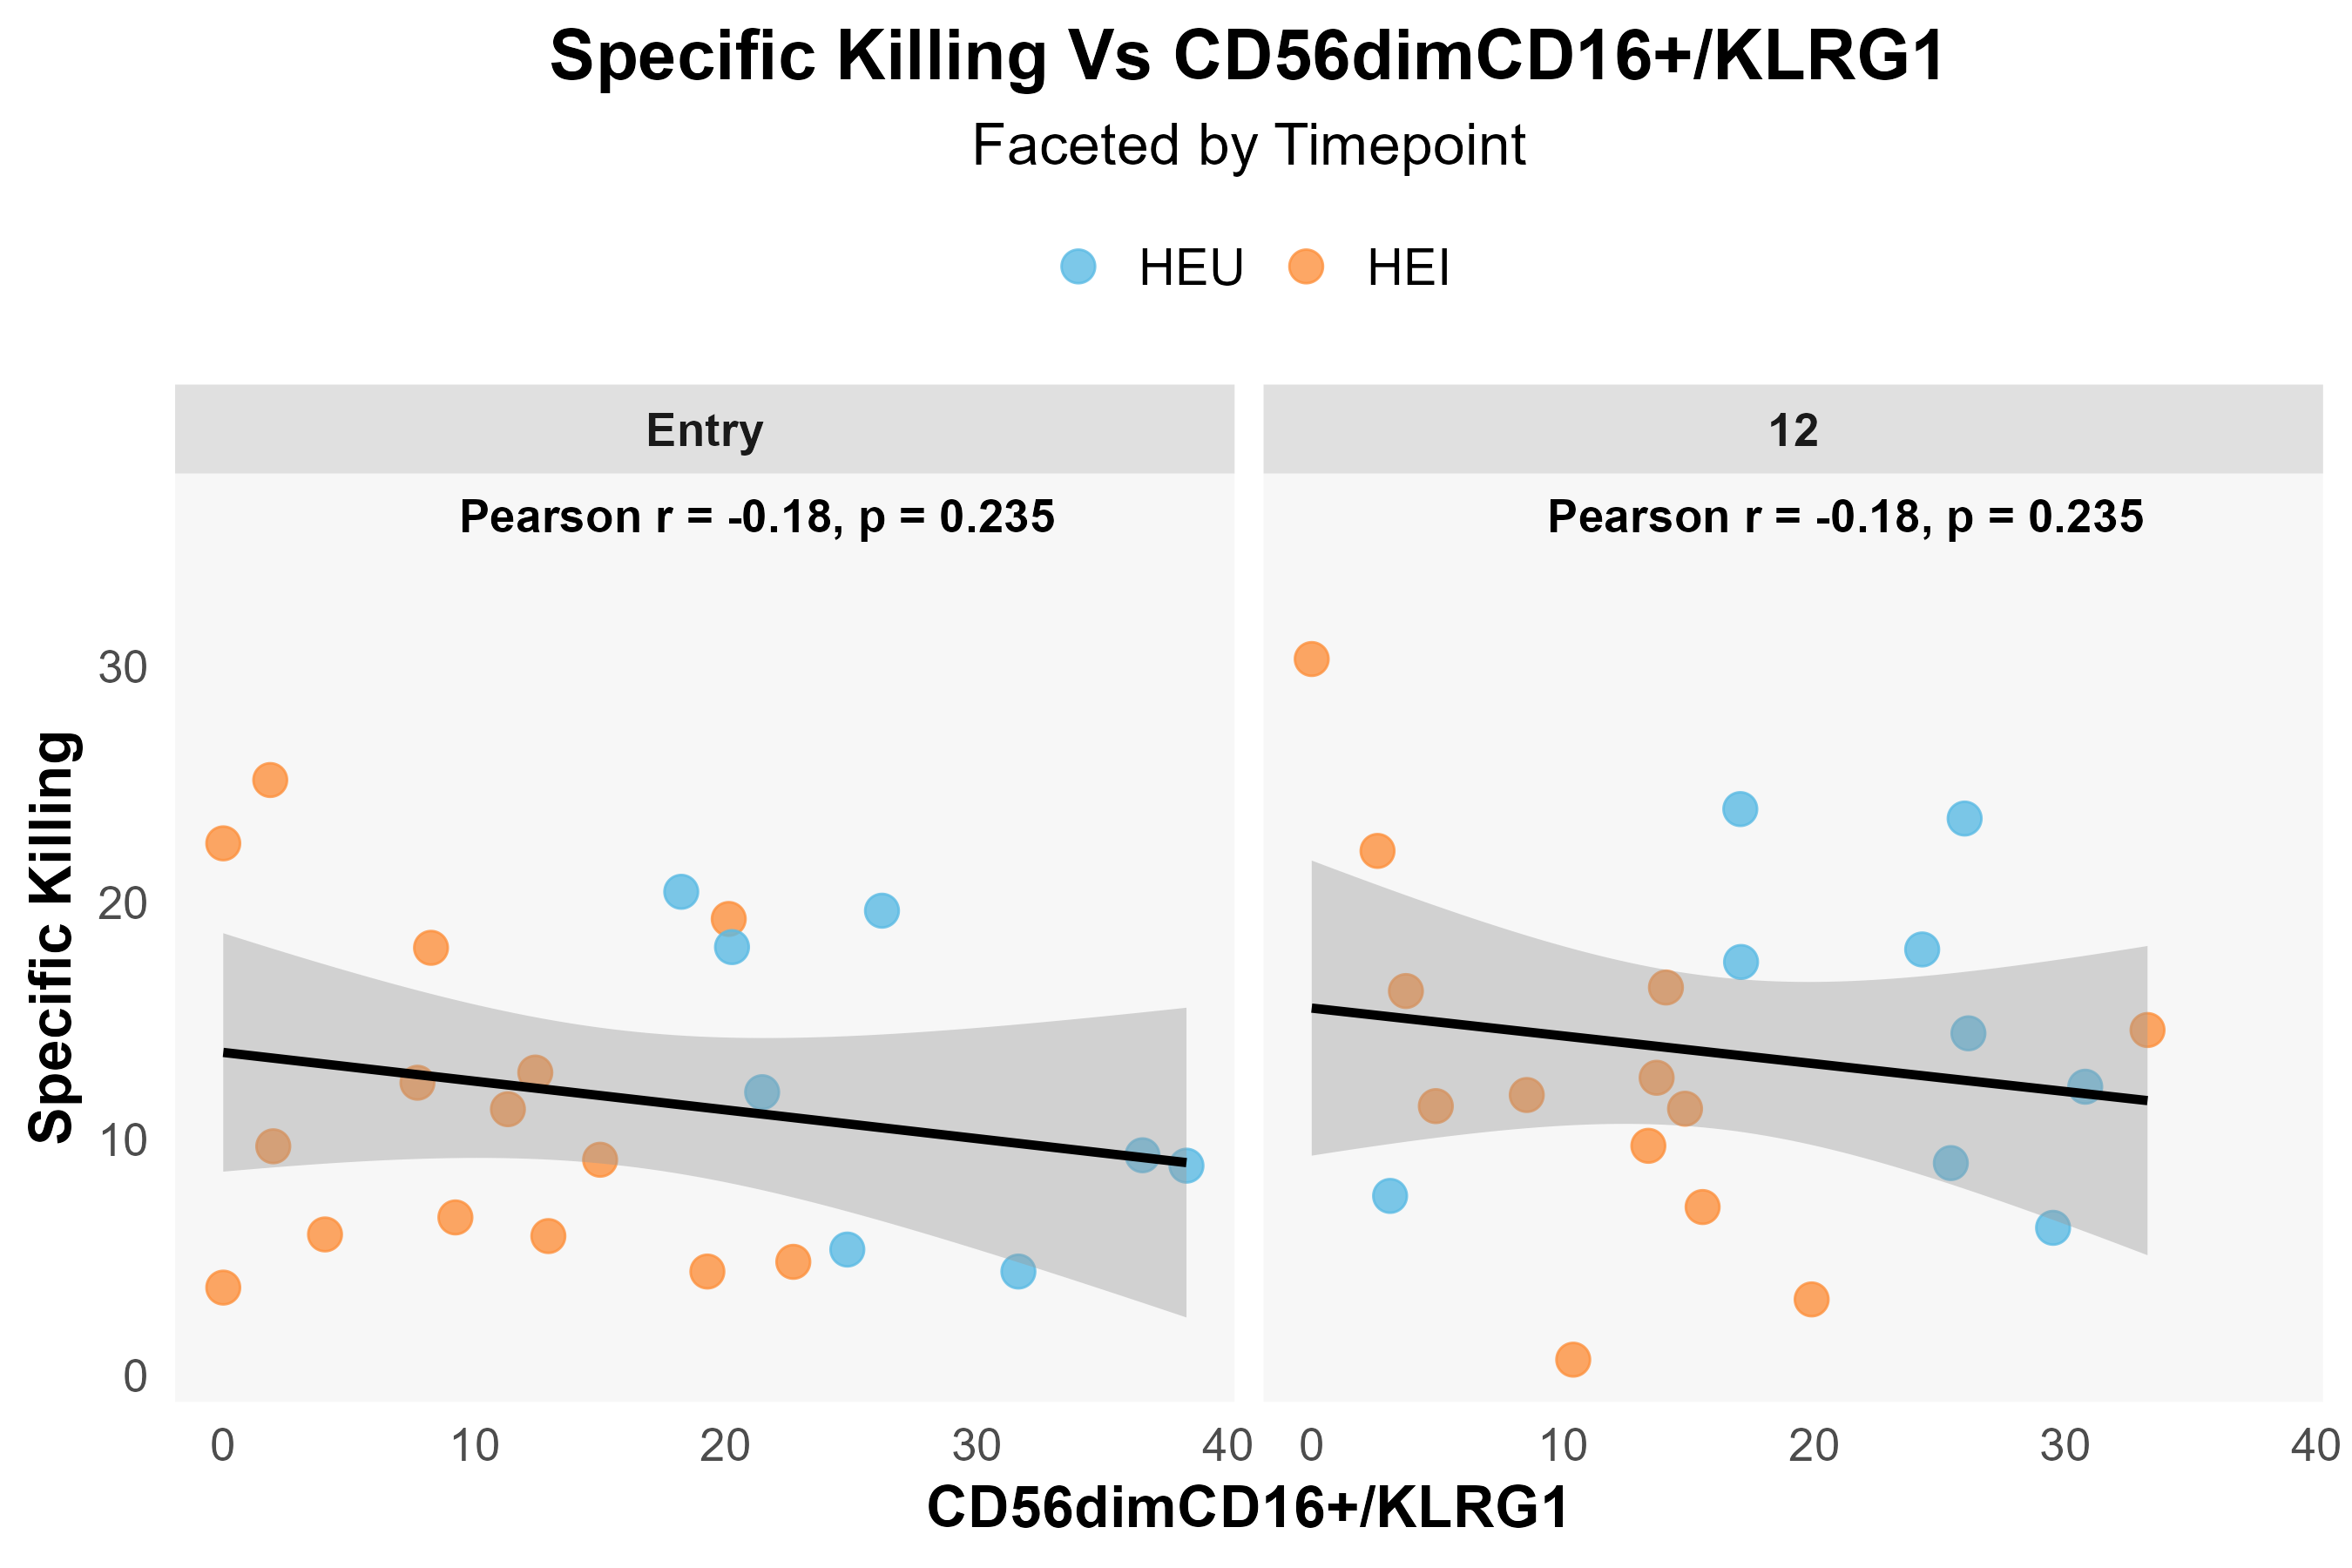 Specific Killing Vs CD56dimCD16+/KLRG1
Faceted by Timepoint
HEU HEI
Entry
12
Pearson r = -0.18, p = 0.235
Pearson r = -0.18, p = 0.235
Specific Killing
30
20
10
0
0 10 20 30 40
0 10 20 30 40
CD56dimCD16+/KLRG1